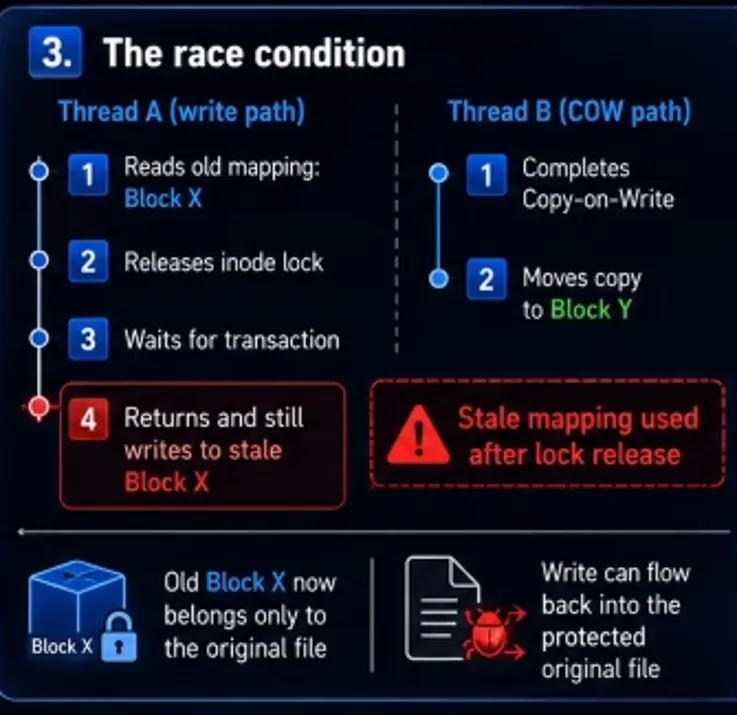 3. The race condition
Thread A (write path)
1 Reads old mapping:
Block X
2 Releases inode lock
3 Waits for transaction
4 Returns and still
writes to stale
Block X
Thread B (COW path)
1 Completes
Copy-on-Write
2 Moves copy
to Block Y
Stale mapping used
after lock release
Block X
Old Block X now
belongs only to
the original file
Write can flow
back into the
protected
original file